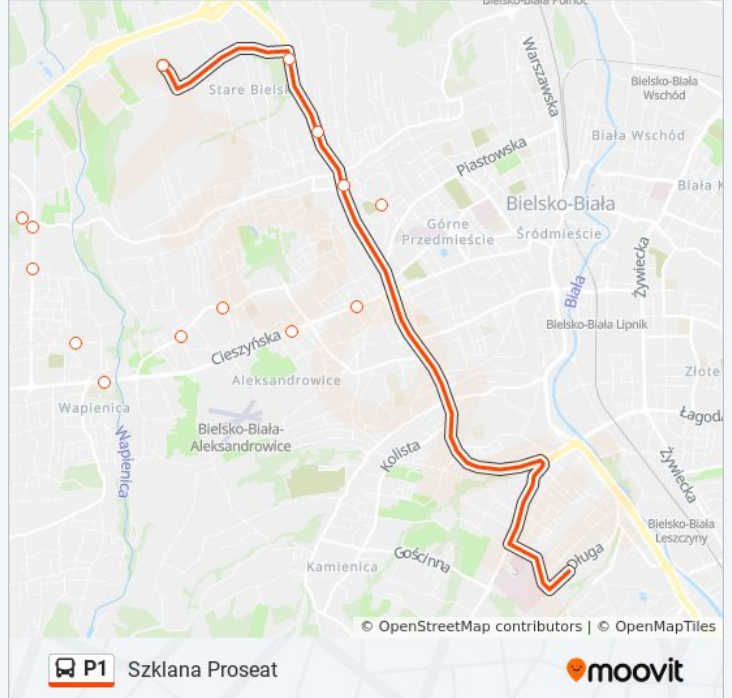 Bielsko-Biała Północ
Warszawska
Bielsko-Biała
Wschód
Stare Bielsk
Biała Wschód
Piastowska
Biała K
Bielsko-Biała
Górne
Przedmieście
Śródmieście
Żywiecka
Biała
Bielsko-Biała Lipnik
Cieszyńska
Aleksandrowice
Złote
Wapienica
Łagod
Bielsko-Biała-
Aleksandrowice
Wapienica
Kolista
Żywiecka
Bielsko-Biała
Leszczyny
Gościnna
Długa
Kamienica
© OpenStreetMap contributors | © OpenMapTiles
P1 Szklana Proseat
moovit